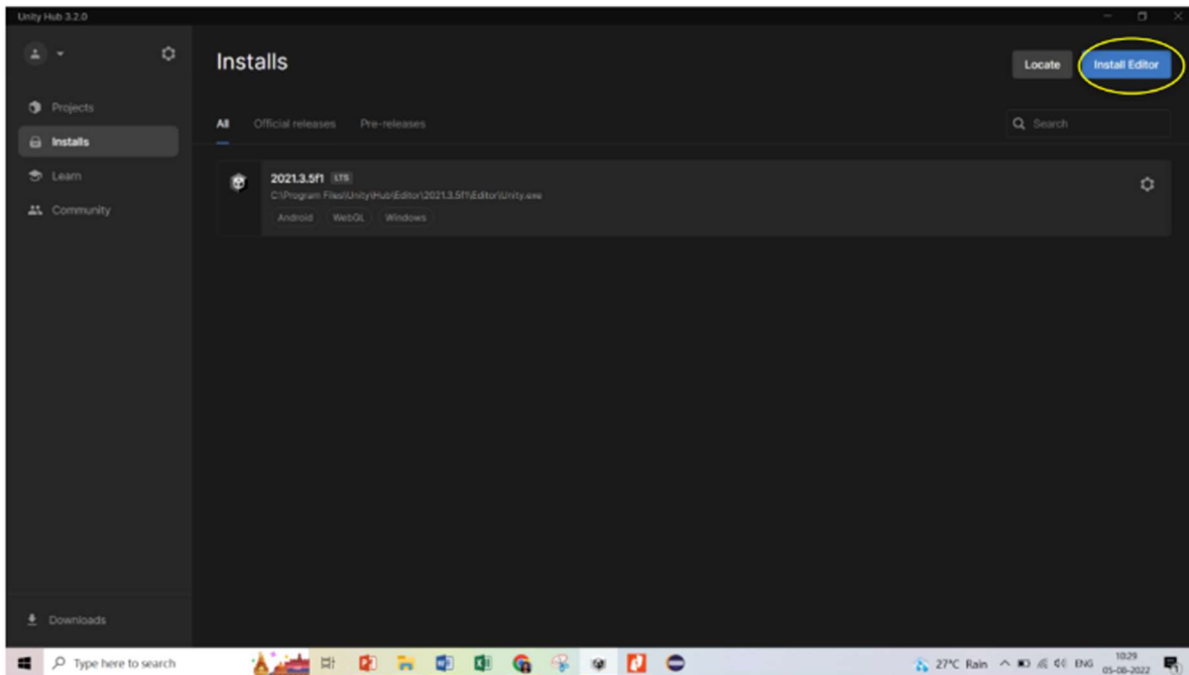 Unity Hub 3.2.0
Installs
Locate
Install Editor
Projects
Installs
Learn
Community
All Official releases Pre-releases
Search
2021.3.5f1 LTS
C:\Program Files\Unity\Hub\Editor\2021.3.5f1\Editor\Unity.exe
Android WebGL Windows
Downloads
Type here to search
27°C Rain
ENG
10:29
05-08-2022